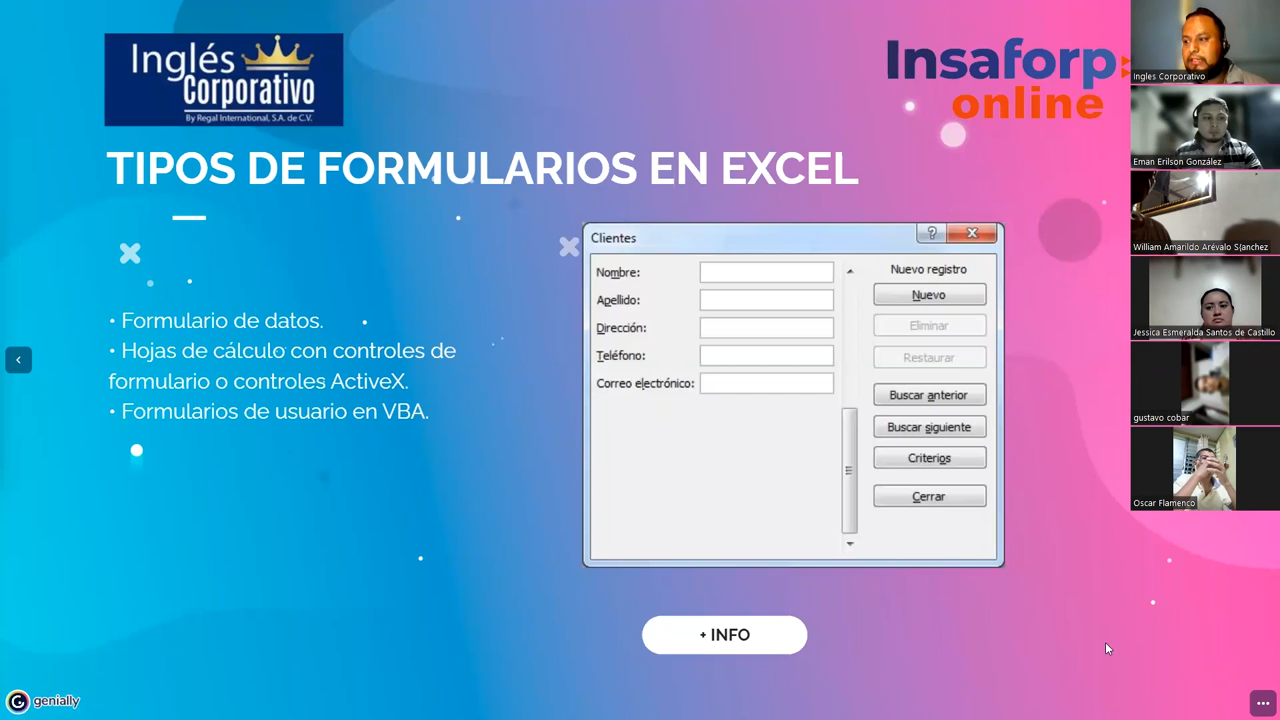 Inglés
Corporativo
By Regal International, S.A. de C.V.
Insaforp
online
TIPOS DE FORMULARIOS EN EXCEL
• Formulario de datos.
• Hojas de cálculo con controles de
formulario o controles ActiveX.
• Formularios de usuario en VBA.
Clientes
?
Nombre:
Apellido:
Dirección:
Teléfono:
Correo electrónico:
Nuevo registro
Nuevo
Eliminar
Restaurar
Buscar anterior
Buscar siguiente
Criterios
Cerrar
+ INFO
genially
Ingles Corporativo
Eman Erilson González
William Amarildo Arévalo S{anchez
Jessica Esmeralda Santos de Castillo
gustavo cobar
Oscar Flamenco